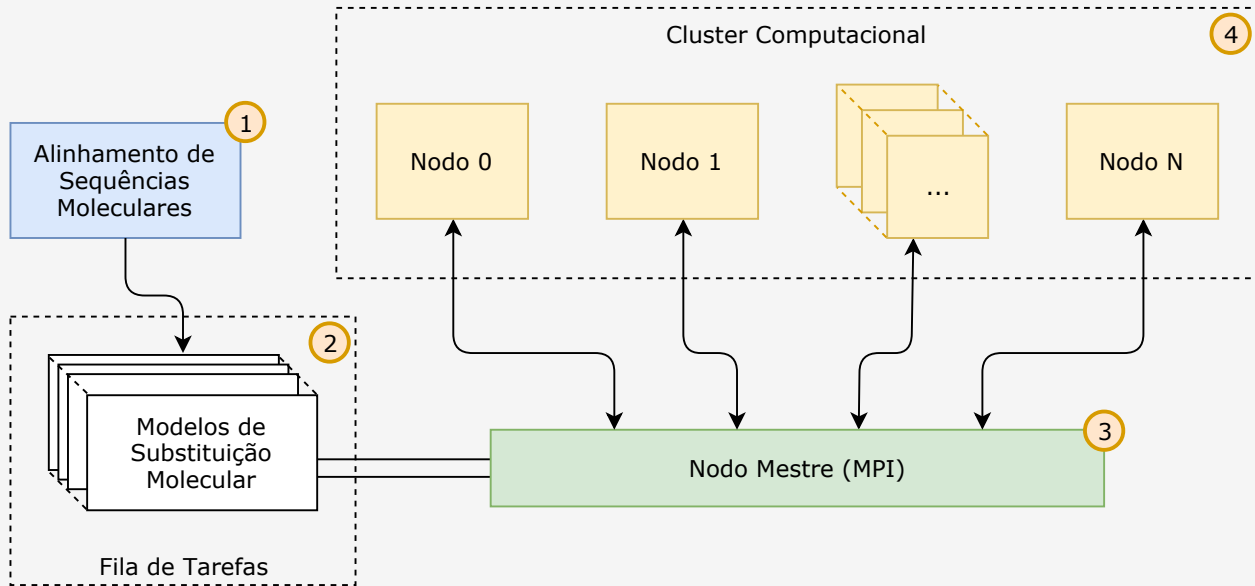 Cluster Computacional
4
1
Alinhamento de
Sequências
Moleculares
Nodo 0
Nodo 1
...
Nodo N
2
Modelos de
Substituição
Molecular
Fila de Tarefas
3
Nodo Mestre (MPI)